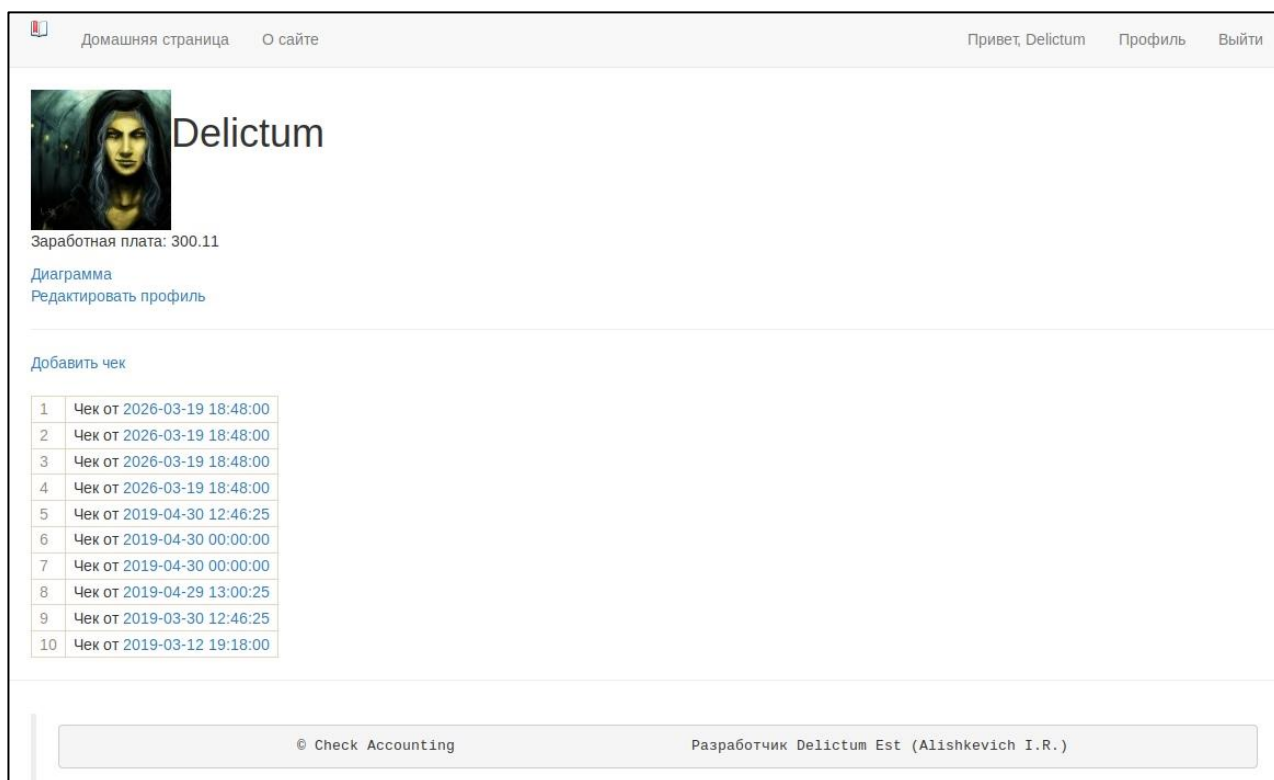 Домашняя страница О сайте Привет, Delictum Профиль Выйти
Delictum
Заработная плата: 300.11
Диаграмма
Редактировать профиль
Добавить чек
1 Чек от 2026-03-19 18:48:00
2 Чек от 2026-03-19 18:48:00
3 Чек от 2026-03-19 18:48:00
4 Чек от 2026-03-19 18:48:00
5 Чек от 2019-04-30 12:46:25
6 Чек от 2019-04-30 00:00:00
7 Чек от 2019-04-30 00:00:00
8 Чек от 2019-04-29 13:00:25
9 Чек от 2019-03-30 12:46:25
10 Чек от 2019-03-12 19:18:00
© Check Accounting Разработчик Delictum Est (Alishkevich I.R.)